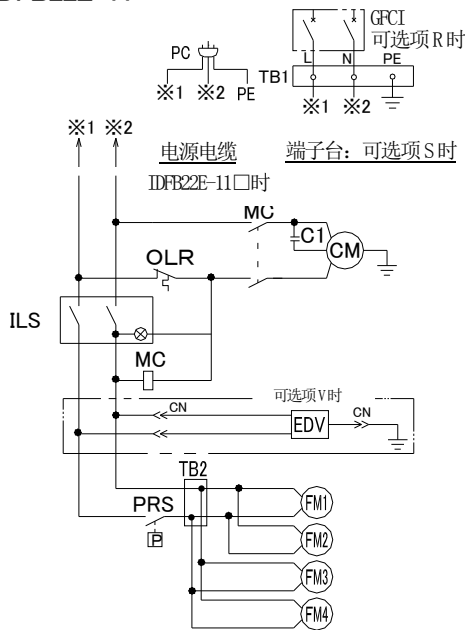 GFCI
可选项R时
PC
L N PE
TB1
※1 ※2 PE
※1 ※2
※1 ※2
电源电缆
端子台：可选项S时
IDFB22E-11□时
MC
C1
CM
OLR
ILS
MC
可选项V时
CN
CN
EDV
TB2
PRS
P
FM1
FM2
FM3
FM4